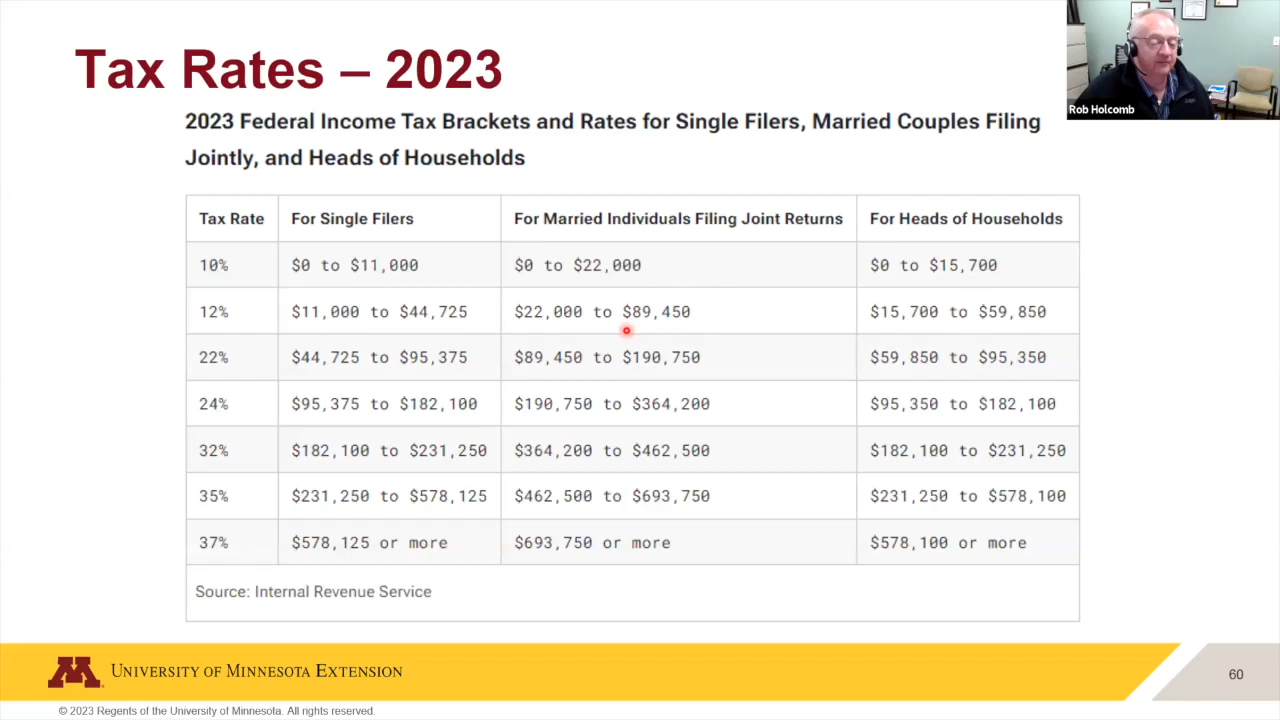 Tax Rates – 2023
Rob Holcomb
2023 Federal Income Tax Brackets and Rates for Single Filers, Married Couples Filing
Jointly, and Heads of Households
Tax Rate For Single Filers For Married Individuals Filing Joint Returns For Heads of Households
10% $0 to $11,000 $0 to $22,000 $0 to $15,700
12% $11,000 to $44,725 $22,000 to $89,450 $15,700 to $59,850
22% $44,725 to $95,375 $89,450 to $190,750 $59,850 to $95,350
24% $95,375 to $182,100 $190,750 to $364,200 $95,350 to $182,100
32% $182,100 to $231,250 $364,200 to $462,500 $182,100 to $231,250
35% $231,250 to $578,125 $462,500 to $693,750 $231,250 to $578,100
37% $578,125 or more $693,750 or more $578,100 or more
Source: Internal Revenue Service
M UNIVERSITY OF MINNESOTA EXTENSION
60
© 2023 Regents of the University of Minnesota. All rights reserved.